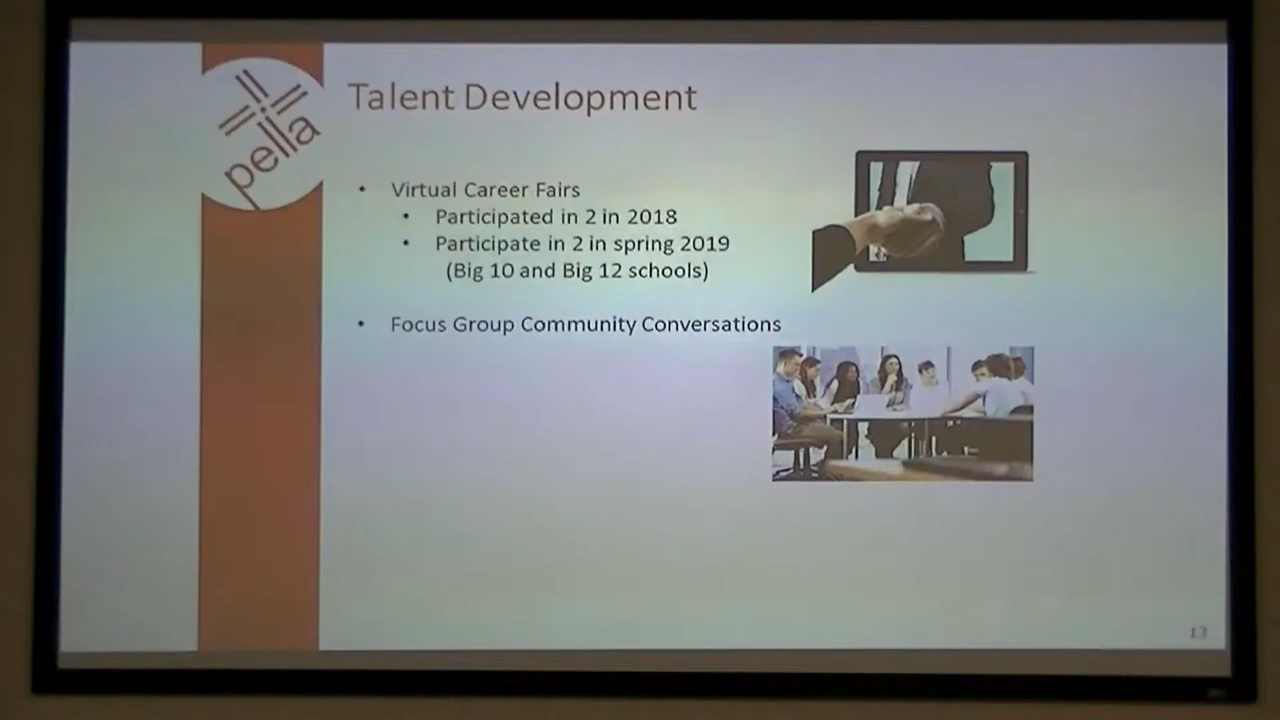 Talent Development
pella
• Virtual Career Fairs
• Participated in 2 in 2018
• Participate in 2 in spring 2019
(Big 10 and Big 12 schools)
• Focus Group Community Conversations
13